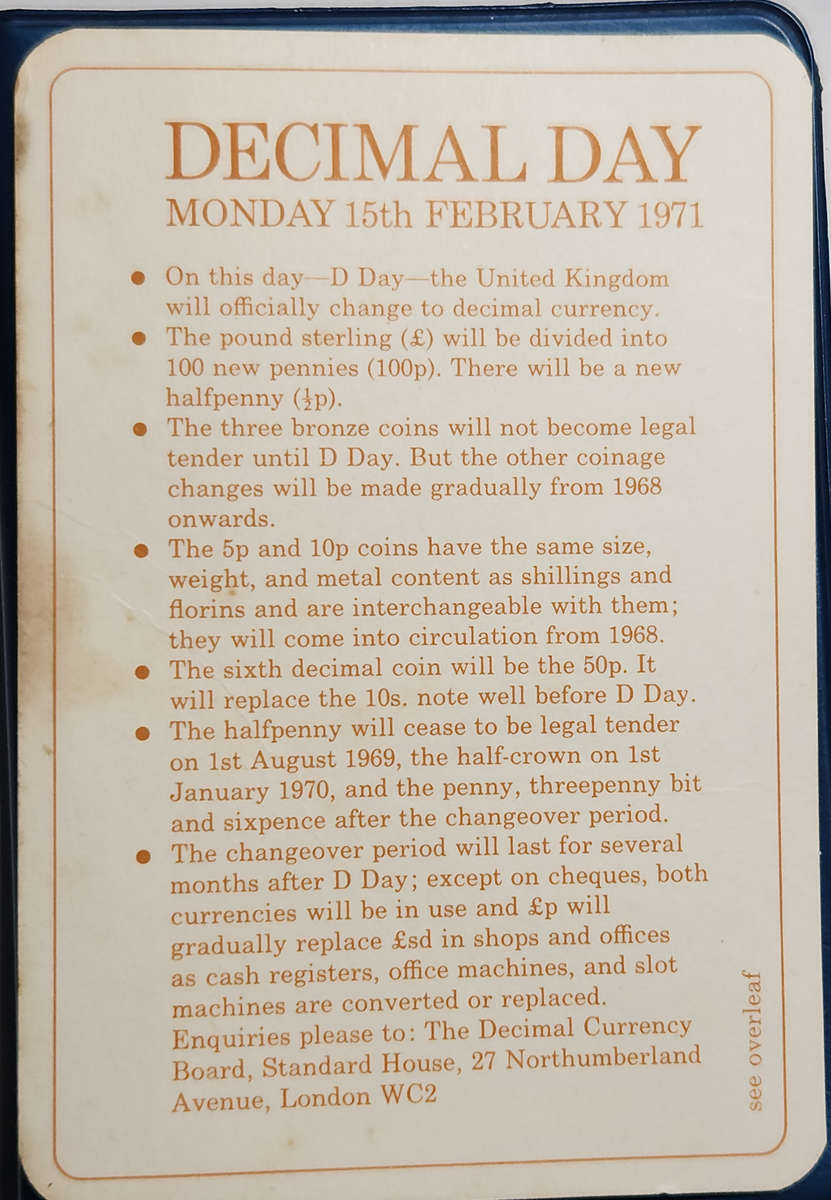 DECIMAL DAY
MONDAY 15th FEBRUARY 1971
● On this day—D Day—the United Kingdom
will officially change to decimal currency.
● The pound sterling (£) will be divided into
100 new pennies (100p). There will be a new
halfpenny (½p).
● The three bronze coins will not become legal
tender until D Day. But the other coinage
changes will be made gradually from 1968
onwards.
● The 5p and 10p coins have the same size,
weight, and metal content as shillings and
florins and are interchangeable with them;
they will come into circulation from 1968.
● The sixth decimal coin will be the 50p. It
will replace the 10s. note well before D Day.
● The halfpenny will cease to be legal tender
on 1st August 1969, the half-crown on 1st
January 1970, and the penny, threepenny bit
and sixpence after the changeover period.
● The changeover period will last for several
months after D Day; except on cheques, both
currencies will be in use and £p will
gradually replace £sd in shops and offices
as cash registers, office machines, and slot
machines are converted or replaced.
Enquiries please to: The Decimal Currency
Board, Standard House, 27 Northumberland
Avenue, London WC2
see overleaf